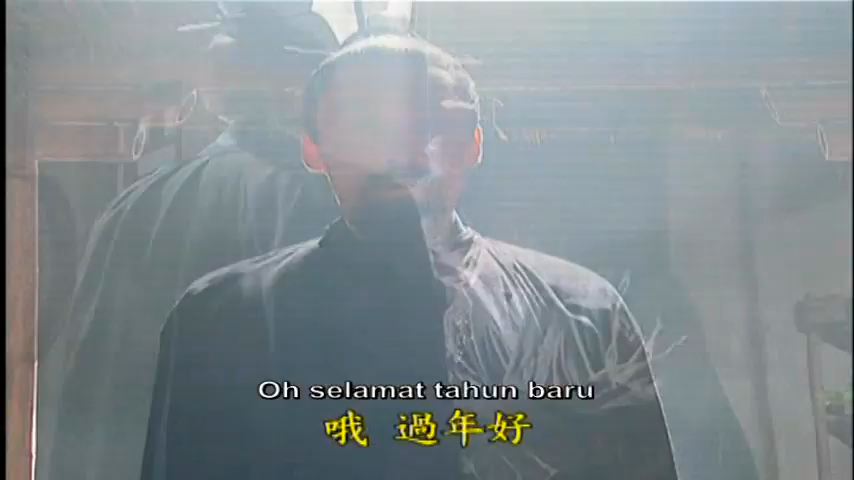 Oh selamat tahun baru
哦 過年好